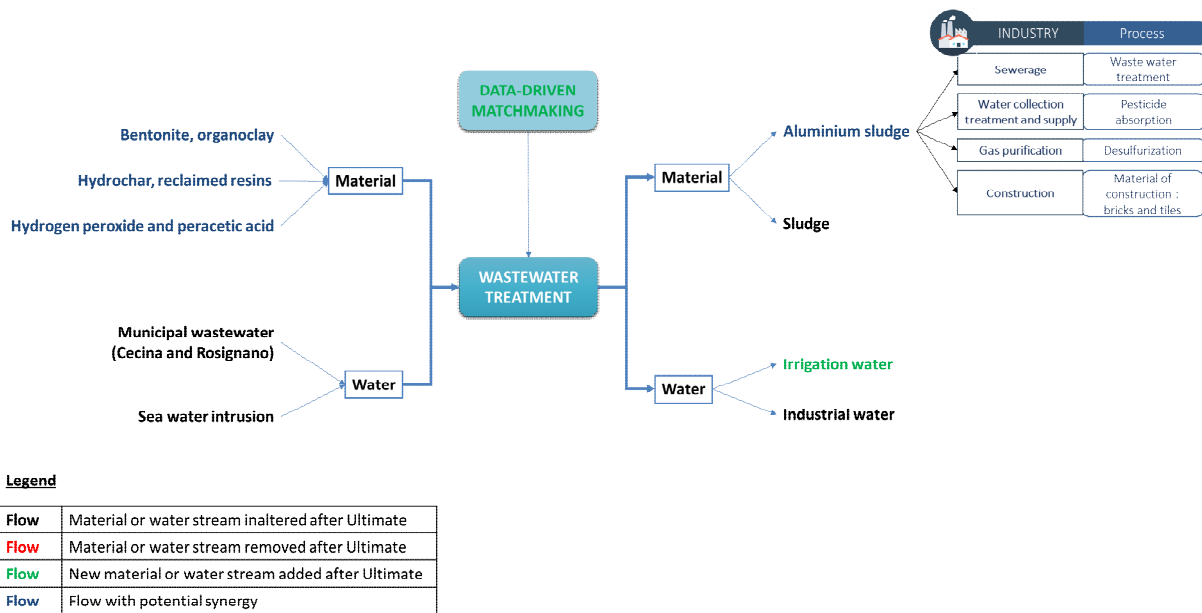 INDUSTRY Process
Sewerage
Waste water
treatment
Water collection
treatment and supply
Pesticide
absorption
Gas purification
Desulfurization
Construction
Material of
construction :
bricks and tiles
DATA-DRIVEN
MATCHMAKING
Bentonite, organoclay
Hydrochar, reclaimed resins
Hydrogen peroxide and peracetic acid
Material
Material
Aluminium sludge
Sludge
WASTEWATER
TREATMENT
Municipal wastewater
(Cecina and Rosignano)
Sea water intrusion
Water
Water
Irrigation water
Industrial water
Legend
Flow Material or water stream inaltered after Ultimate
Flow Material or water stream removed after Ultimate
Flow New material or water stream added after Ultimate
Flow Flow with potential synergy